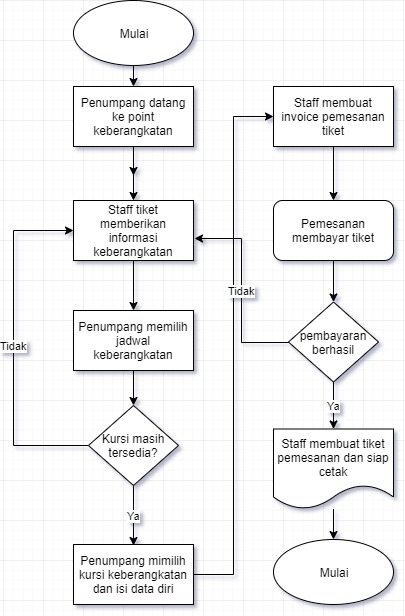 Mulai
Penumpang datang
ke point
keberangkatan
Staff tiket
memberikan
informasi
keberangkatan
Tidak
Penumpang memilih
jadwal
keberangkatan
Kursi masih
tersedia?
Ya
Penumpang mimilih
kursi keberangkatan
dan isi data diri
Staff membuat
invoice pemesanan
tiket
Pemesanan
membayar tiket
Tidak
pembayaran
berhasil
Ya
Staff membuat tiket
pemesanan dan siap
cetak
Mulai